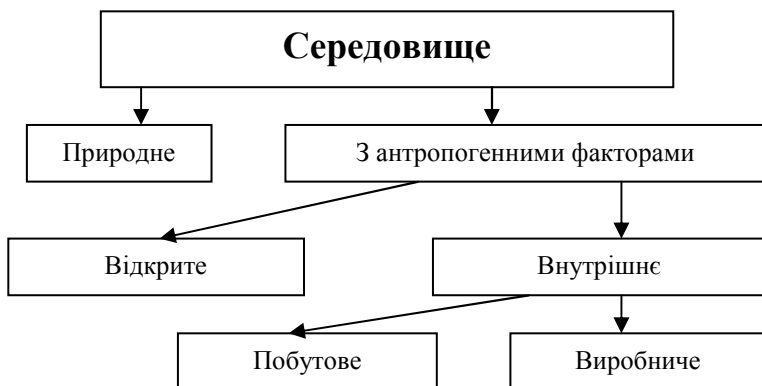 Середовище
Природне
З антропогенними факторами
Відкрите
Внутрішнє
Побутове
Виробниче